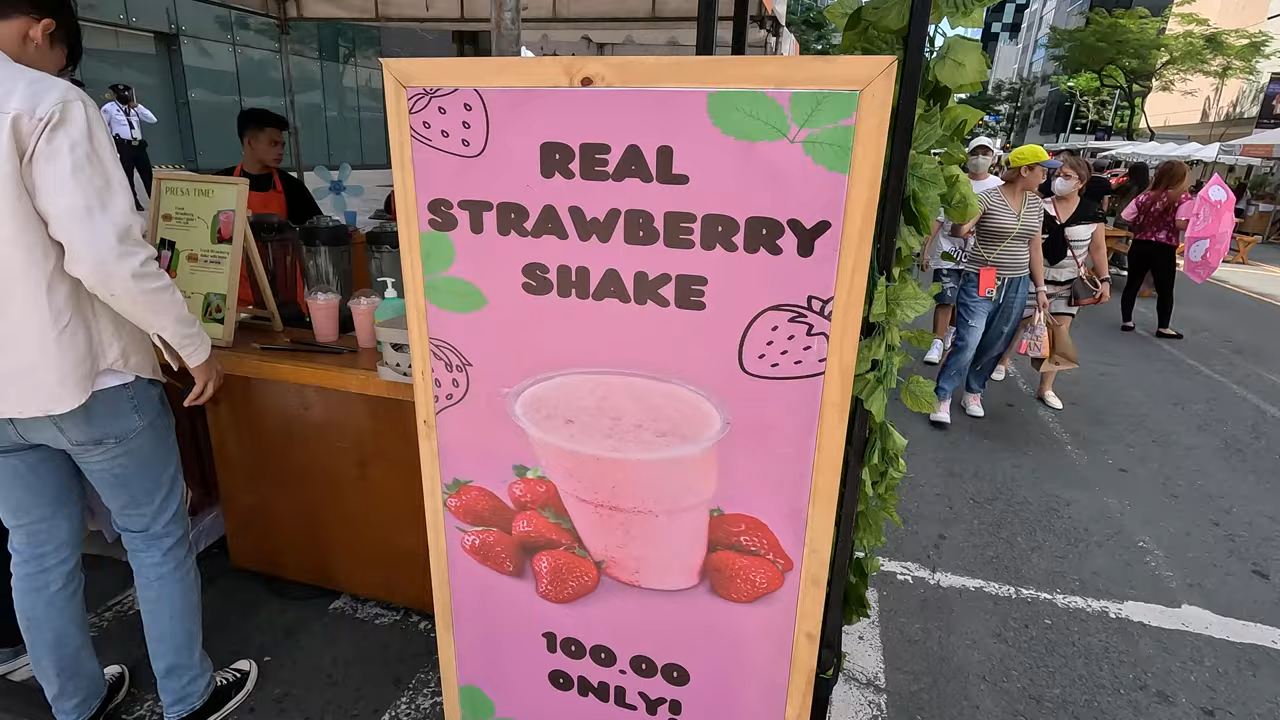 REAL
STRAWBERRY
SHAKE
100.00
ONLY!
PRESA TIME!